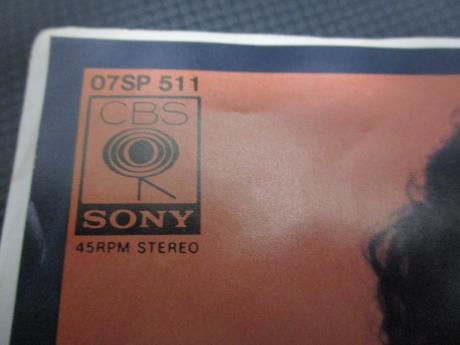 07SP 511
CBS
SONY
45RPM STEREO